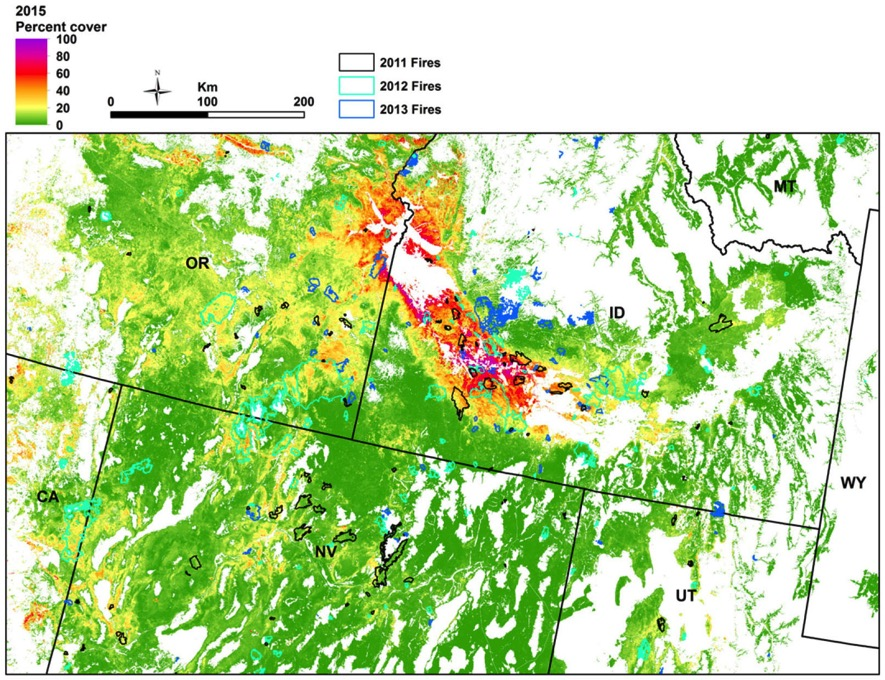 2015
Percent cover
100
80
60
40
20
0
N
Km
0 100 200
2011 Fires
2012 Fires
2013 Fires
MT
OR
ID
WY
CA
NV
UT